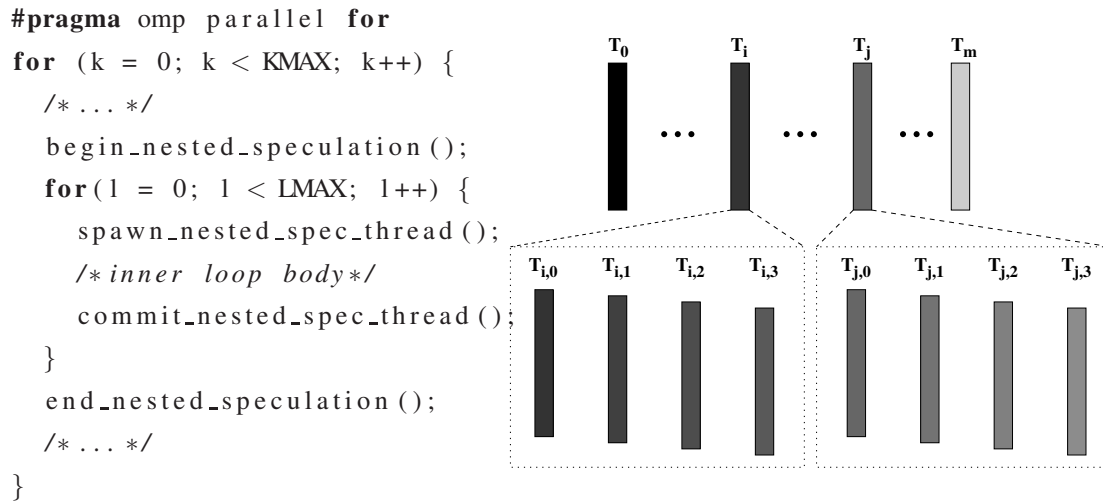 #pragma omp parallel for
for (k = 0; k < KMAX; k++) {
/* ... */
begin_nested_speculation();
for(l = 0; l < LMAX; l++) {
spawn_nested_spec_thread();
/*inner loop body*/
commit_nested_spec_thread();
}
end_nested_speculation();
/* ... */
}
T0 Ti Tj Tm
... ... ...
Ti,0 Ti,1 Ti,2 Ti,3
Tj,0 Tj,1 Tj,2 Tj,3